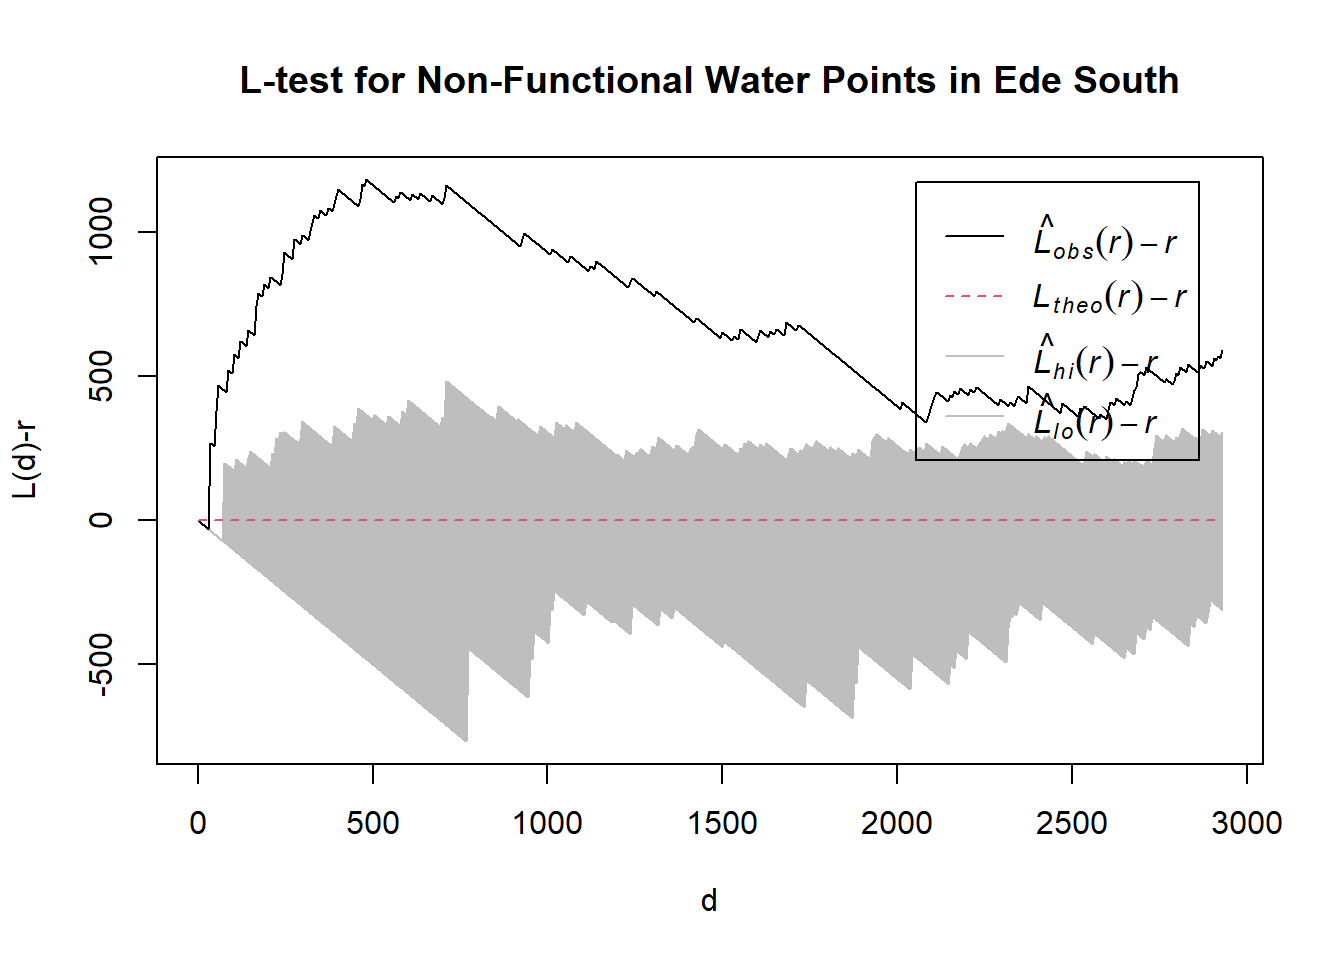 L-test for Non-Functional Water Points in Ede South
L(d)-r
1000
500
0
-500
L̂obs(r) – r
Ltheo(r) – r
L̂hi(r) – r
L̂lo(r) – r
0 500 1000 1500 2000 2500 3000
d